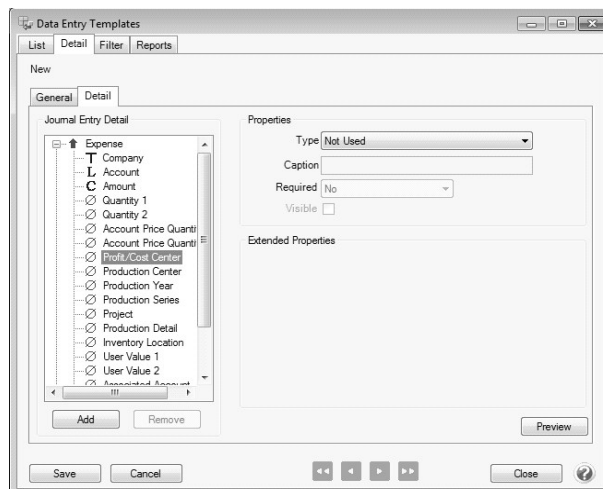 Data Entry Templates
List Detail Filter Reports
New
General Detail
Journal Entry Detail
Expense
T Company
L Account
C Amount
Quantity 1
Quantity 2
Account Price Quanti
Account Price Quanti
Profit/Cost Center
Production Center
Production Year
Production Series
Project
Production Detail
Inventory Location
User Value 1
User Value 2
Associated Account
Add Remove
Properties
Type Not Used
Caption
Required No
Visible
Extended Properties
Preview
Save Cancel Close ?